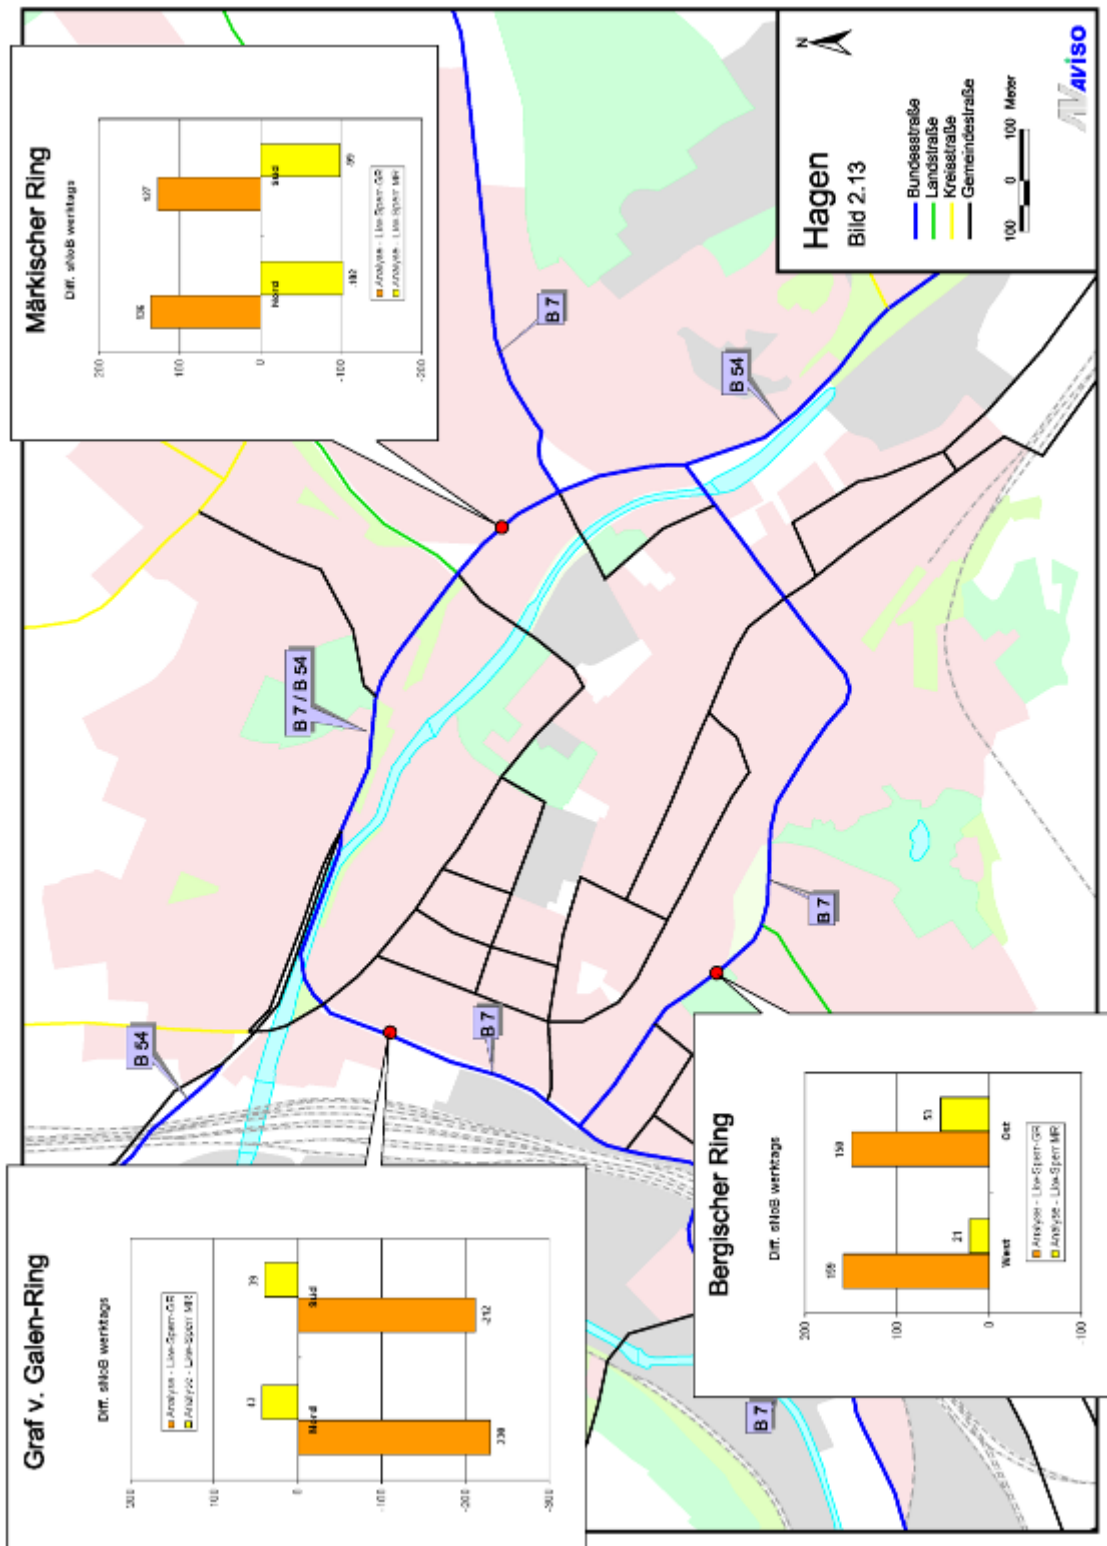 Graf v. Galen-Ring
Diff. sNoB werktags
Analyse - Lkw-Sperr-GR
Analyse - Lkw-Sperr MR
200
100
0
-100
-200
-300
43
39
Nord
Süd
230
-212
Märkischer Ring
Diff. sNoB werktags
200
100
0
-100
-200
136
127
Nord
Süd
-102
-99
Analyse - Lkw-Sperr-GR
Analyse - Lkw-Sperr MR
Bergischer Ring
Diff. sNoB werktags
200
100
0
-100
159
21
150
53
West
Ost
Analyse - Lkw-Sperr-GR
Analyse - Lkw-Sperr MR
B 54
B 7 / B 54
B 7
B 7
B 54
B 7
B 7
Hagen
Bild 2.13
N
Bundesstraße
Landstraße
Kreisstraße
Gemeindestraße
100 0 100 Meter
AVISO